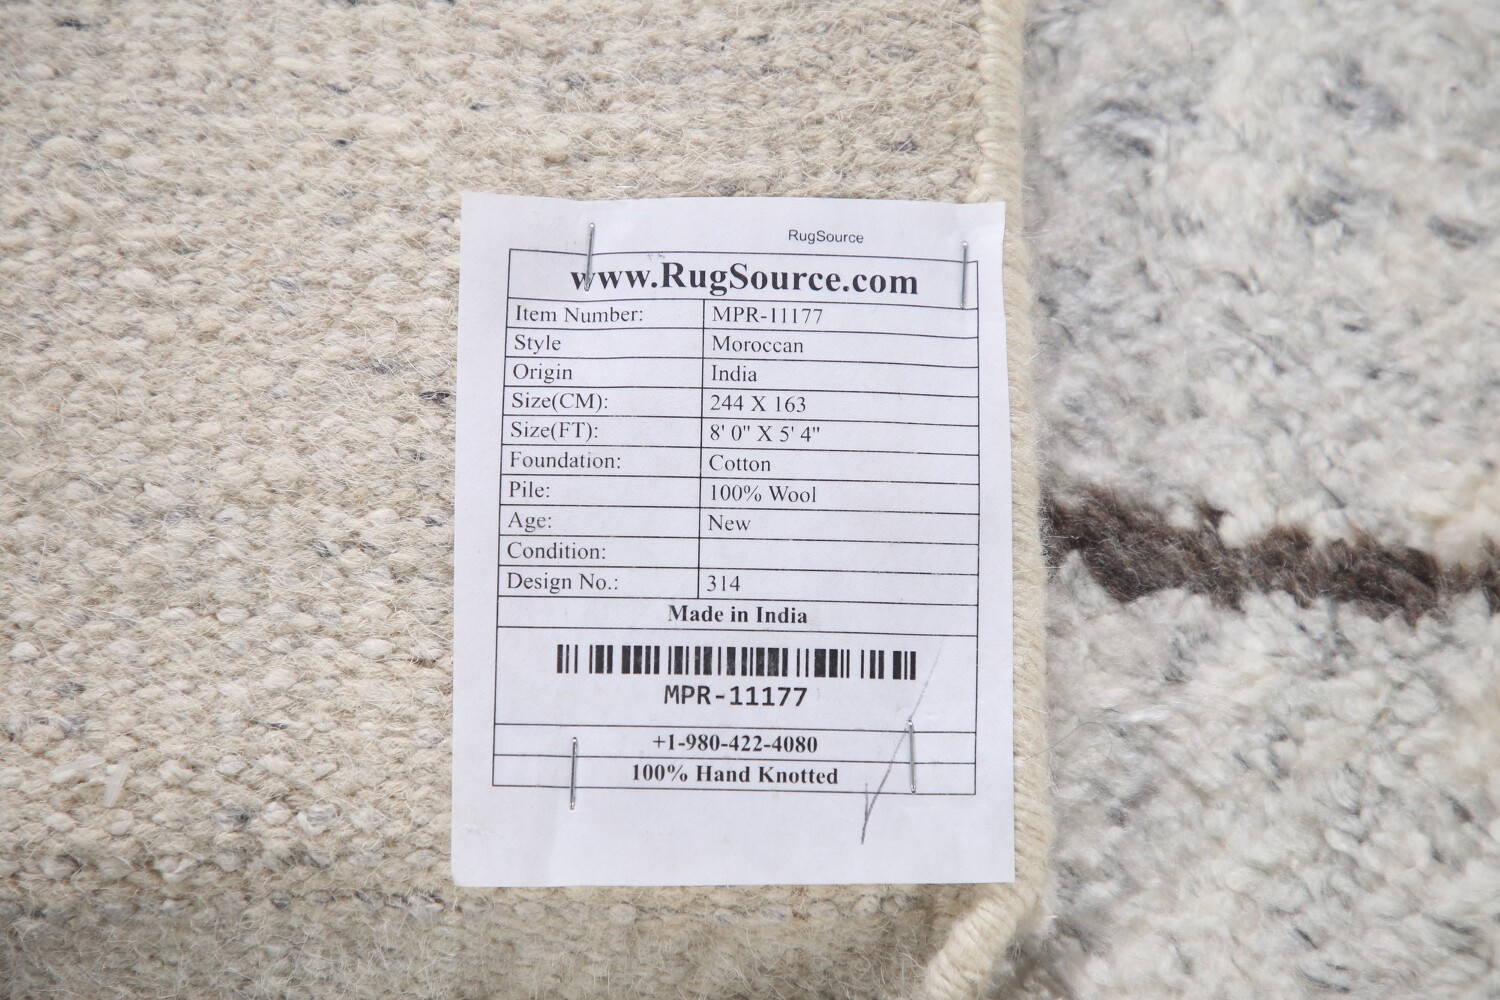 RugSource
www.RugSource.com
Item Number: MPR-11177
Style Moroccan
Origin India
Size(CM): 244 X 163
Size(FT): 8' 0" X 5' 4"
Foundation: Cotton
Pile: 100% Wool
Age: New
Condition:
Design No.: 314
Made in India
MPR-11177
+1-980-422-4080
100% Hand Knotted